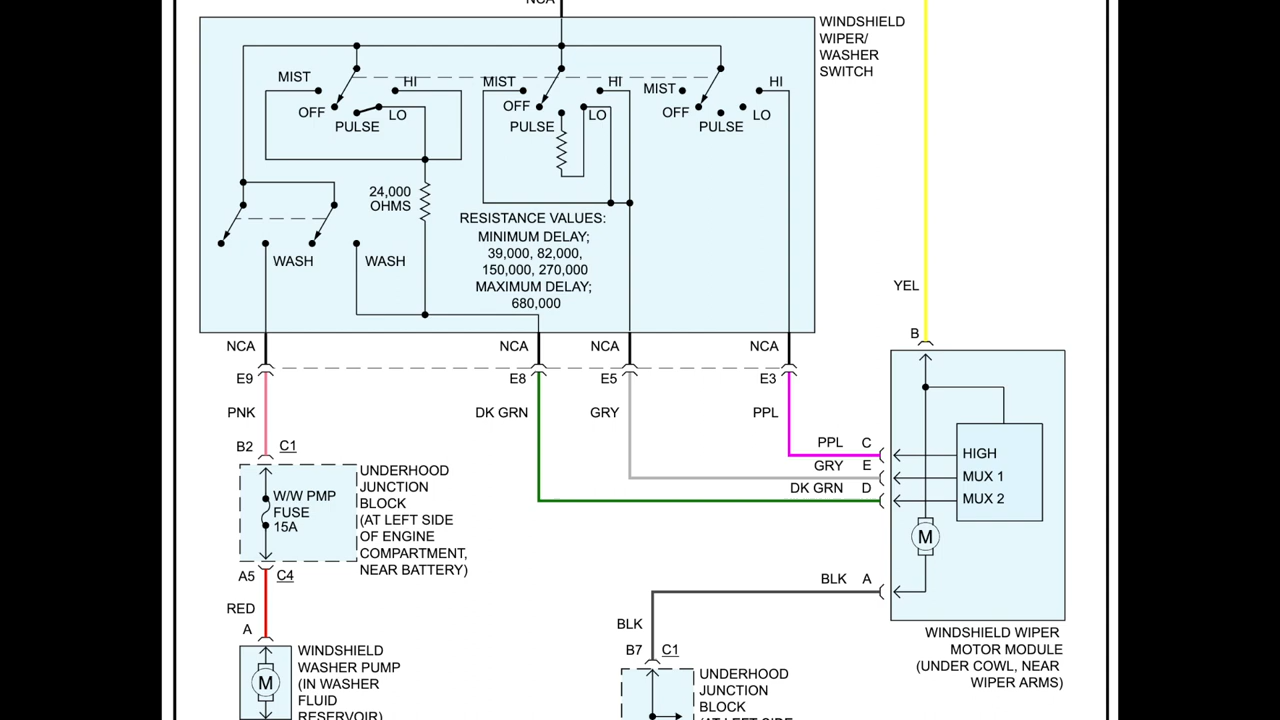 NCA
WINDSHIELD
WIPER/
WASHER
SWITCH
MIST
HI
OFF
LO
PULSE
MIST
HI
OFF
LO
PULSE
MIST
HI
OFF
LO
PULSE
24,000
OHMS
RESISTANCE VALUES:
MINIMUM DELAY;
39,000, 82,000,
150,000, 270,000
MAXIMUM DELAY;
680,000
WASH
WASH
YEL
B
NCA
NCA
NCA
NCA
E9
E8
E5
E3
PNK
DK GRN
GRY
PPL
B2
C1
PPL C
GRY E
DK GRN D
HIGH
MUX 1
MUX 2
M
W/W PMP
FUSE
15A
UNDERHOOD
JUNCTION
BLOCK
(AT LEFT SIDE
OF ENGINE
COMPARTMENT,
NEAR BATTERY)
A5
C4
RED
A
BLK A
BLK
B7
C1
WINDSHIELD WIPER
MOTOR MODULE
(UNDER COWL, NEAR
WIPER ARMS)
M
WINDSHIELD
WASHER PUMP
(IN WASHER
FLUID
RESERVOIR)
UNDERHOOD
JUNCTION
BLOCK
(AT LEFT SIDE